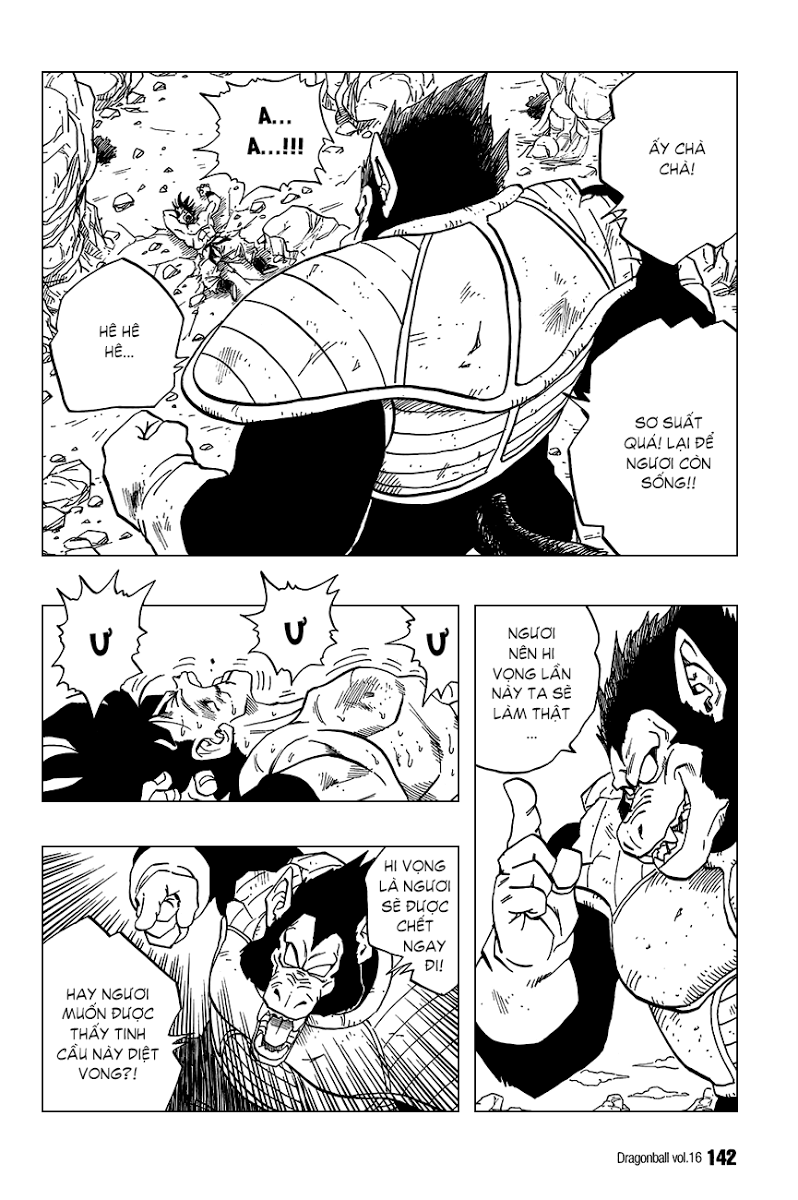 ẤY CHÀ
CHÀ!
A...
A...!!!
HÊ HÊ
HÊ...
SƠ SUẤT
QUÁ! LẠI ĐỂ
NGƯƠI CÒN
SỐNG!!
NGƯƠI
NÊN HI
VỌNG LẦN
NÀY TA SẼ
LÀM THẬT
...
Ư
Ư
Ư
HI VỌNG
LÀ NGƯƠI
SẼ ĐƯỢC
CHẾT
NGAY
ĐI!
HAY NGƯƠI
MUỐN ĐƯỢC
THẤY TINH
CẦU NÀY DIỆT
VONG?!
Dragonball vol.16 142